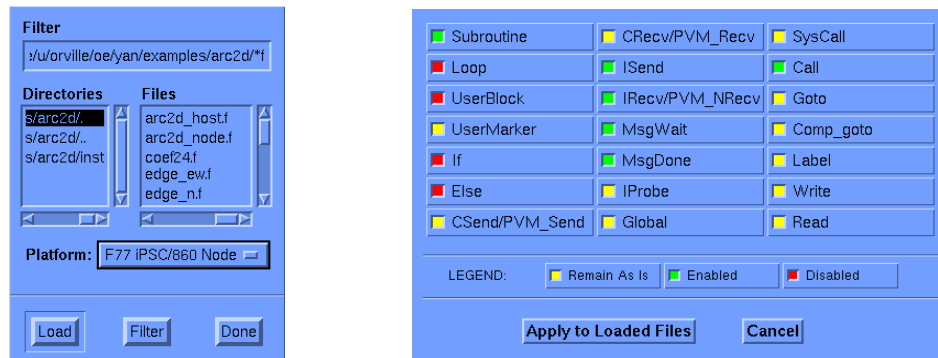 Filter
:/u/orville/oe/yan/examples/arc2d/*f
Directories Files
s/arc2d/. arc2d_host.f
s/arc2d/.. arc2d_node.f
s/arc2d/inst coef24.f
edge_ew.f
edge_n.f
Platform: F77 iPSC/860 Node
Load Filter Done
Subroutine CRecv/PVM_Recv SysCall
Loop ISend Call
UserBlock IRecv/PVM_NRecv Goto
UserMarker MsgWait Comp_goto
If MsgDone Label
Else IProbe Write
CSend/PVM_Send Global Read
LEGEND: Remain As Is Enabled Disabled
Apply to Loaded Files Cancel